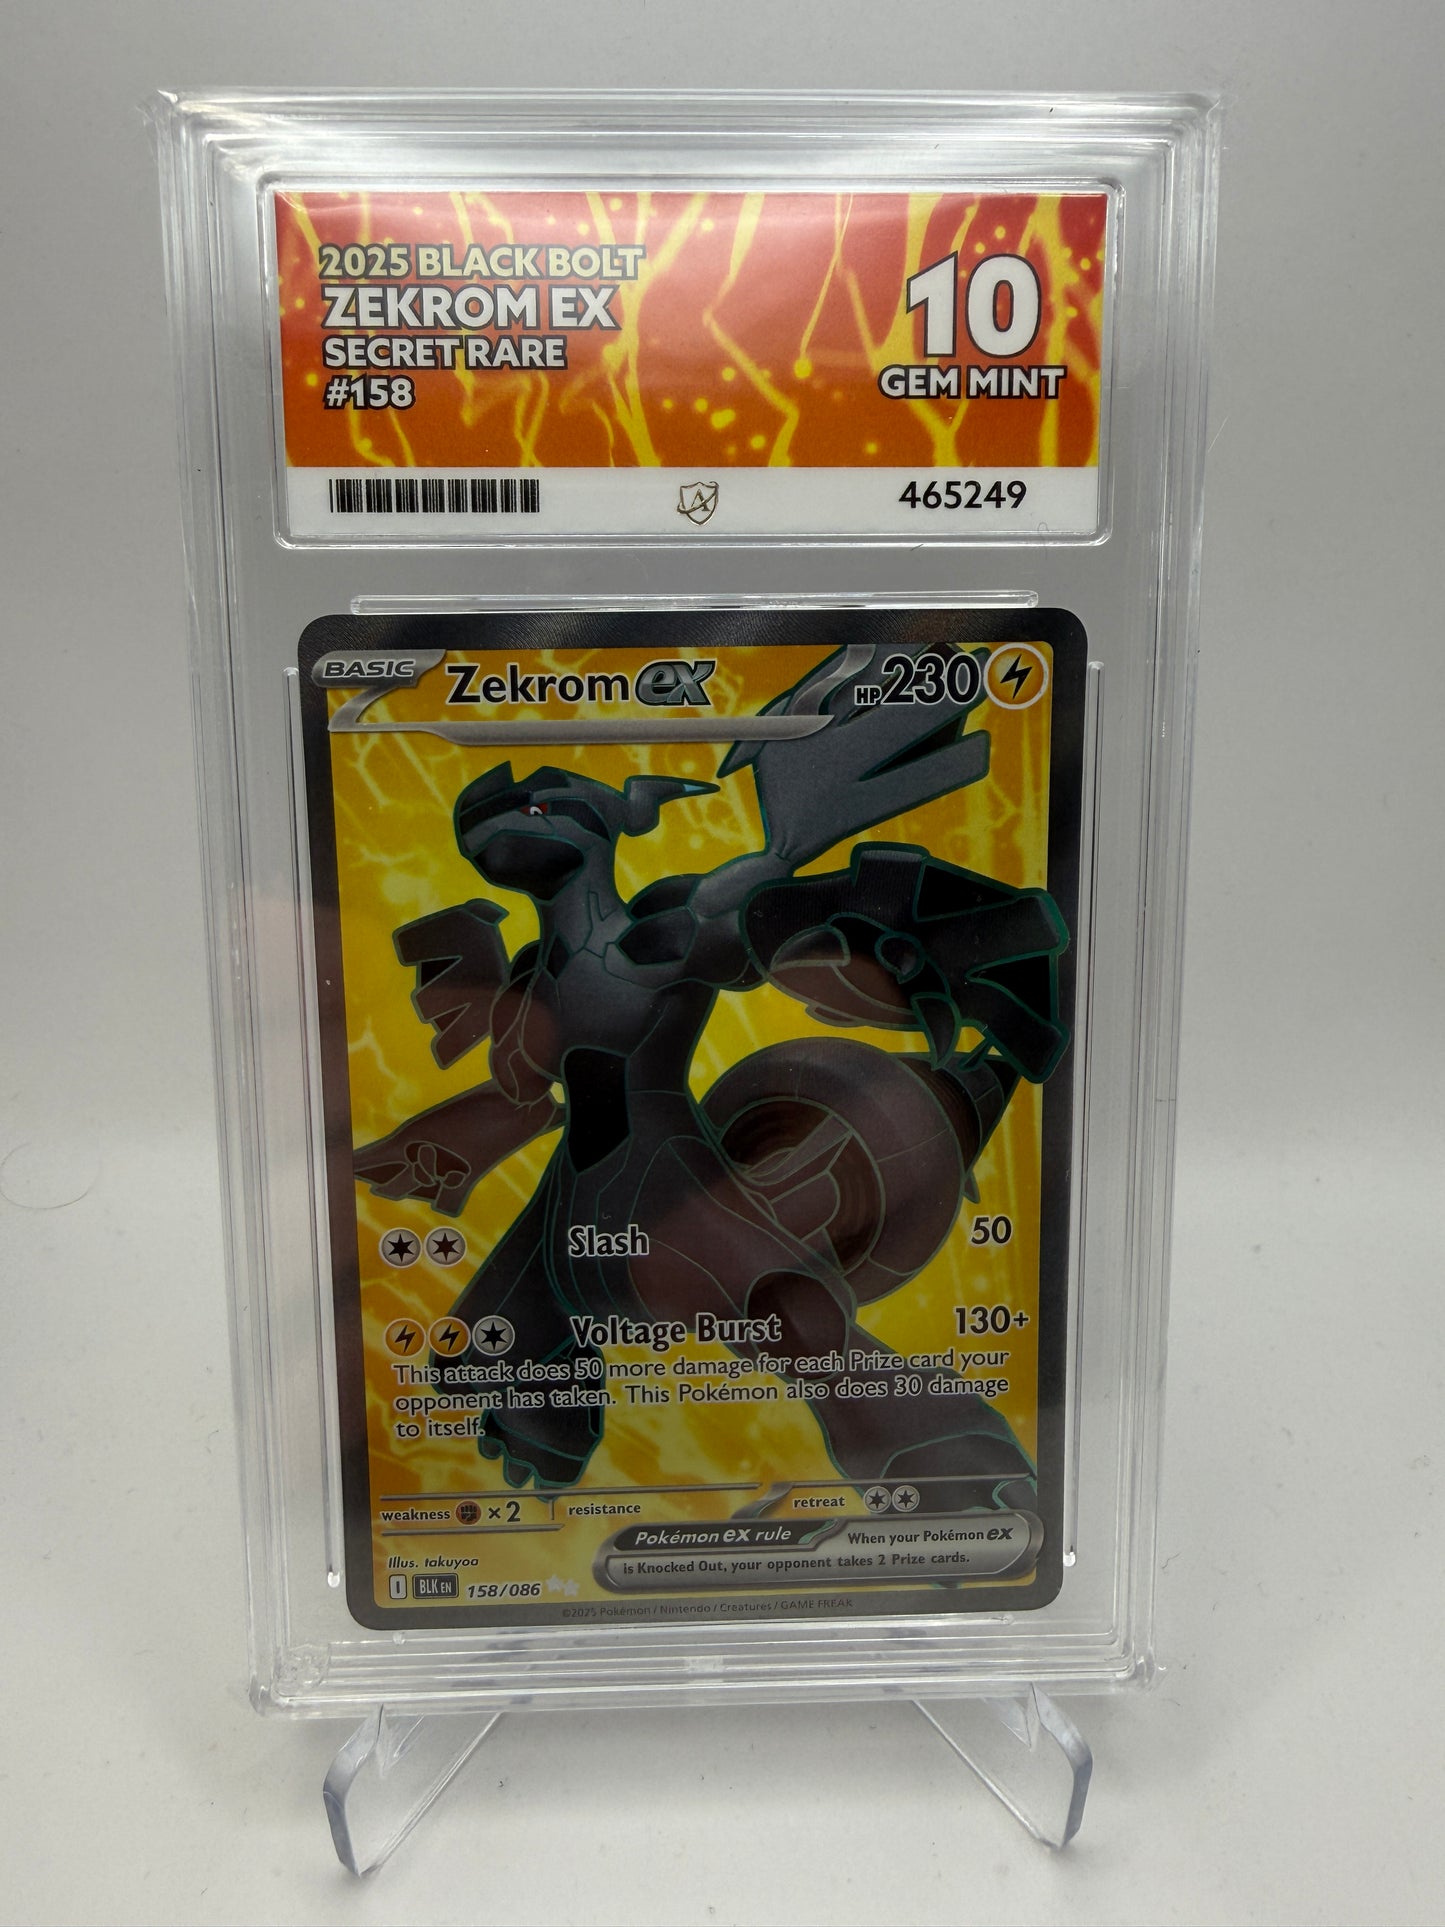 2025 BLACK BOLT
ZEKROM EX
SECRET RARE
#158
10
GEM MINT
465249
BASIC
Zekrom ex
HP 230
Slash 50
Voltage Burst 130+
This attack does 50 more damage for each Prize card your
opponent has taken. This Pokémon also does 30 damage
to itself.
weakness ×2 resistance retreat
Pokémon ex rule When your Pokémon ex
is Knocked Out, your opponent takes 2 Prize cards.
Illus. takuyoa
I BLK EN 158/086
©2025 Pokémon / Nintendo / Creatures / GAME FREAK